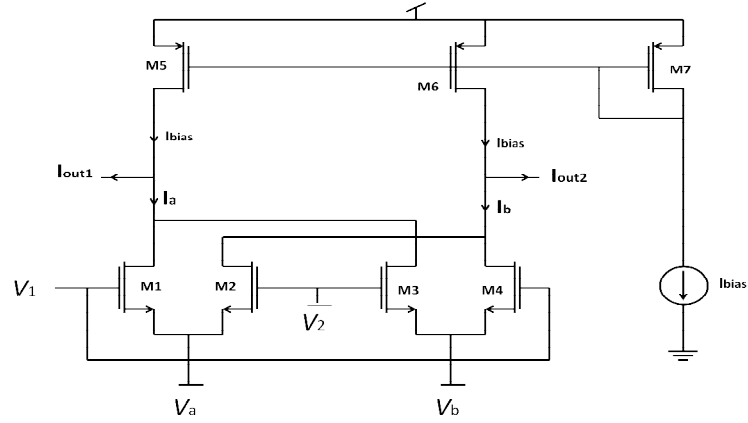 M5
M6
M7
Ibias
Ibias
Iout1
Iout2
Ia
Ib
V1
M1
M2
M3
M4
V2
Ibias
Va
Vb